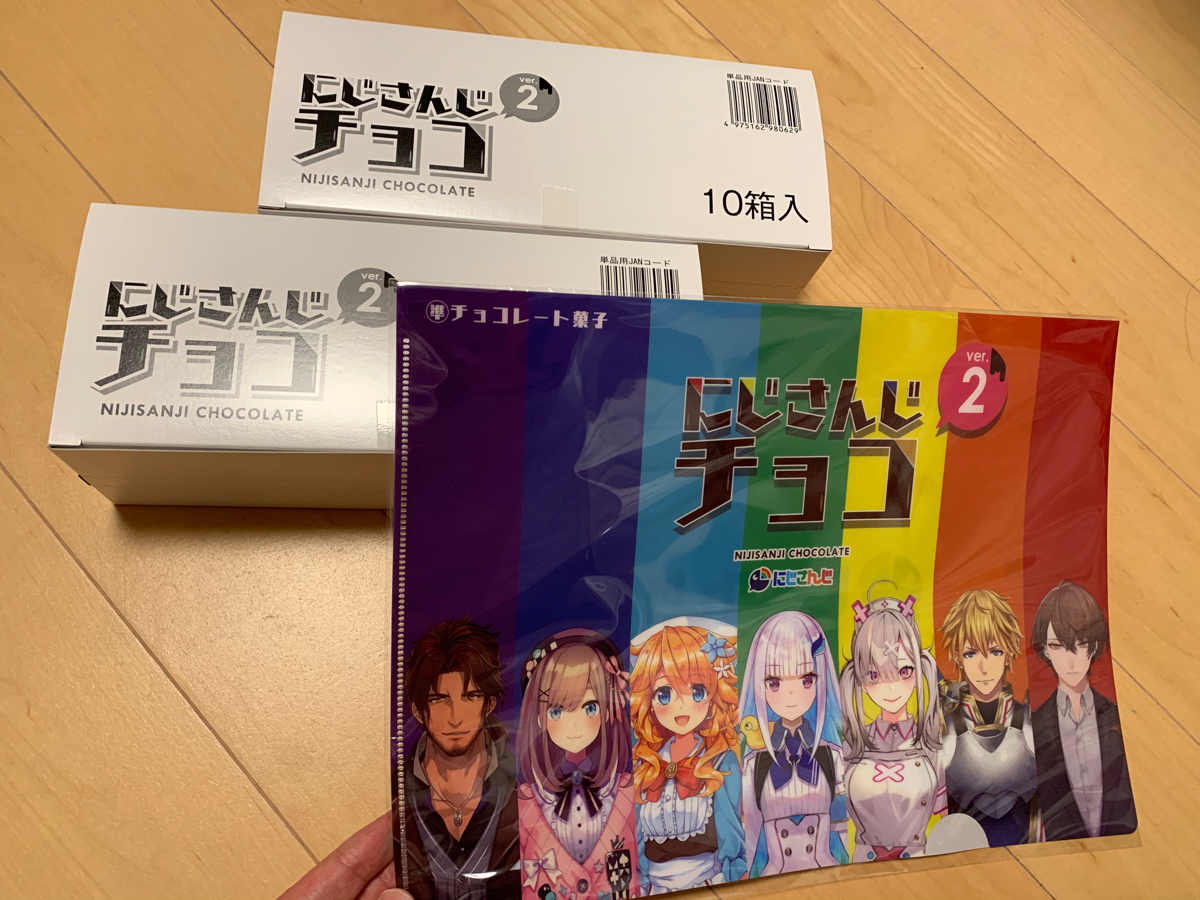 にじさんじ
チョコ
ver.
2
NIJISANJI CHOCOLATE
単品用JANコード
4 975162 980629
10箱入
にじさんじ
チョコ
ver.
2
NIJISANJI CHOCOLATE
単品用JANコード
準チョコレート菓子
にじさんじ
チョコ
ver.
2
NIJISANJI CHOCOLATE
にじさんじ